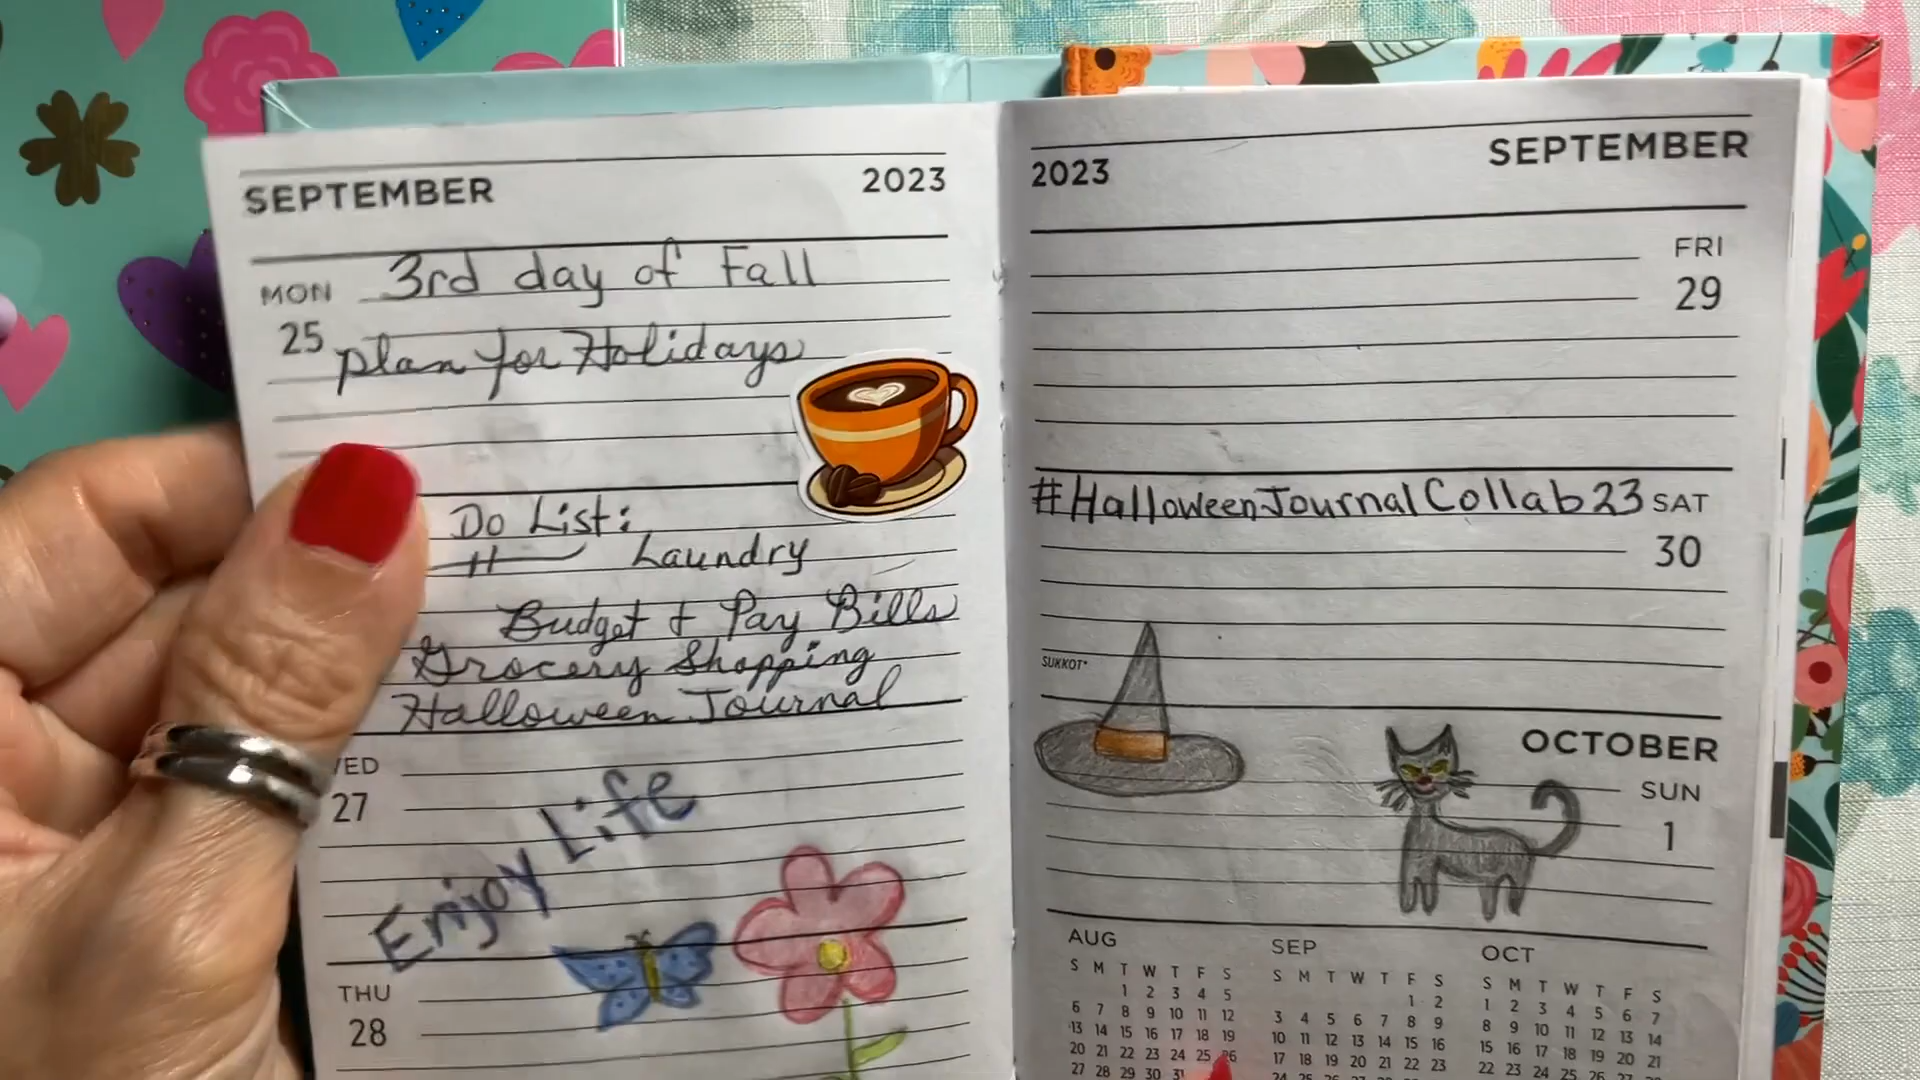 SEPTEMBER 2023
MON 3rd day of Fall
25 plan for Holidays
Do List:
Laundry
Budget + Pay Bills
Grocery Shopping
Halloween Journal
27
Enjoy Life
THU
28
2023 SEPTEMBER
FRI
29
#HalloweenJournalCollab23 SAT
30
SUKKOT*
OCTOBER
SUN
1
AUG SEP OCT
S M T W T F S S M T W T F S S M T W T F S
1 2 3 4 5 1 2 1 2 3 4 5 6 7
6 7 8 9 10 11 12 3 4 5 6 7 8 9 8 9 10 11 12 13 14
13 14 15 16 17 18 19 10 11 12 13 14 15 16 15 16 17 18 19 20 21
20 21 22 23 24 25 26 17 18 19 20 21 22 23 22 23 24 25 26 27 28
27 28 29 30 31